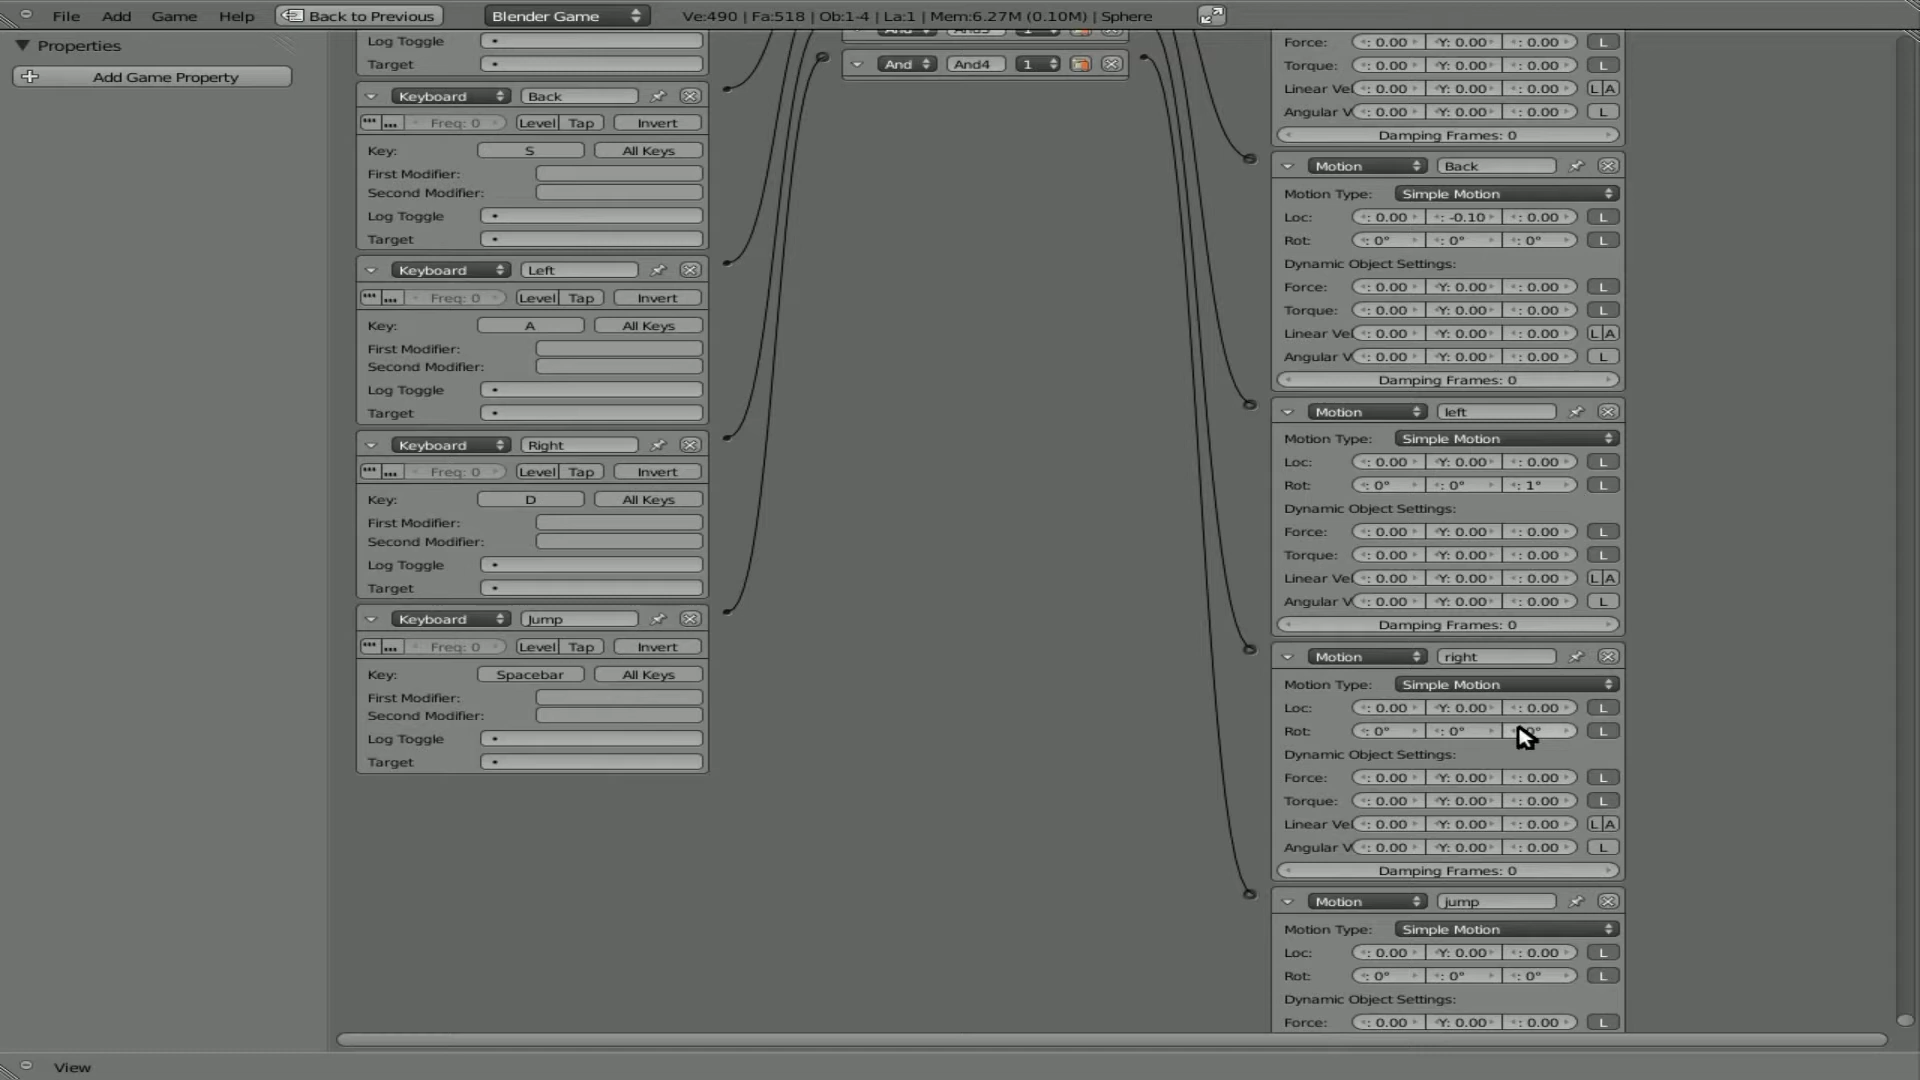 File Add Game Help Back to Previous Blender Game Ve:490 | Fa:518 | Ob:1-4 | La:1 | Mem:6.27M (0.10M) | Sphere
Properties
Add Game Property
Log Toggle
Target
Keyboard Back
Freq: 0 Level Tap Invert
Key: S All Keys
First Modifier:
Second Modifier:
Log Toggle
Target
Keyboard Left
Freq: 0 Level Tap Invert
Key: A All Keys
First Modifier:
Second Modifier:
Log Toggle
Target
Keyboard Right
Freq: 0 Level Tap Invert
Key: D All Keys
First Modifier:
Second Modifier:
Log Toggle
Target
Keyboard Jump
Freq: 0 Level Tap Invert
Key: Spacebar All Keys
First Modifier:
Second Modifier:
Log Toggle
Target
And And4 1
Force: : 0.00 Y: 0.00 : 0.00 L
Torque: : 0.00 Y: 0.00 : 0.00 L
Linear Vel : 0.00 Y: 0.00 : 0.00 L A
Angular V : 0.00 Y: 0.00 : 0.00 L
Damping Frames: 0
Motion Back
Motion Type: Simple Motion
Loc: : 0.00 : -0.10 : 0.00 L
Rot: : 0° : 0° : 0° L
Dynamic Object Settings:
Force: : 0.00 Y: 0.00 : 0.00 L
Torque: : 0.00 Y: 0.00 : 0.00 L
Linear Vel : 0.00 Y: 0.00 : 0.00 L A
Angular V : 0.00 Y: 0.00 : 0.00 L
Damping Frames: 0
Motion left
Motion Type: Simple Motion
Loc: : 0.00 Y: 0.00 : 0.00 L
Rot: : 0° : 0° : 1° L
Dynamic Object Settings:
Force: : 0.00 Y: 0.00 : 0.00 L
Torque: : 0.00 Y: 0.00 : 0.00 L
Linear Vel : 0.00 Y: 0.00 : 0.00 L A
Angular V : 0.00 Y: 0.00 : 0.00 L
Damping Frames: 0
Motion right
Motion Type: Simple Motion
Loc: : 0.00 Y: 0.00 : 0.00 L
Rot: : 0° : 0° L
Dynamic Object Settings:
Force: : 0.00 Y: 0.00 : 0.00 L
Torque: : 0.00 Y: 0.00 : 0.00 L
Linear Vel : 0.00 Y: 0.00 : 0.00 L A
Angular V : 0.00 Y: 0.00 : 0.00 L
Damping Frames: 0
Motion jump
Motion Type: Simple Motion
Loc: : 0.00 Y: 0.00 : 0.00 L
Rot: : 0° : 0° : 0° L
Dynamic Object Settings:
Force: : 0.00 Y: 0.00 : 0.00 L
View